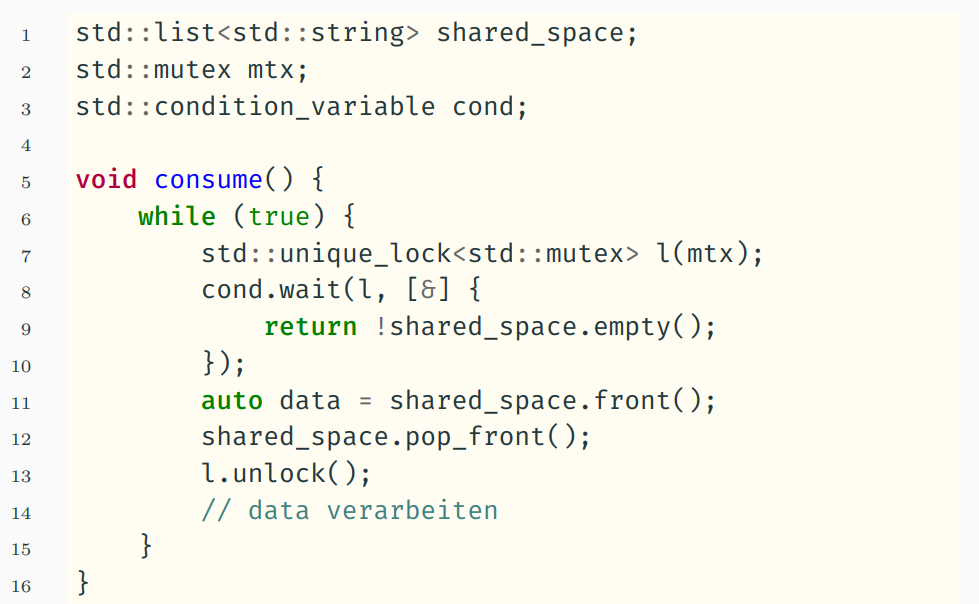 1 std::list<std::string> shared_space;
2 std::mutex mtx;
3 std::condition_variable cond;
4
5 void consume() {
6     while (true) {
7         std::unique_lock<std::mutex> l(mtx);
8         cond.wait(l, [&] {
9             return !shared_space.empty();
10         });
11         auto data = shared_space.front();
12         shared_space.pop_front();
13         l.unlock();
14         // data verarbeiten
15     }
16 }